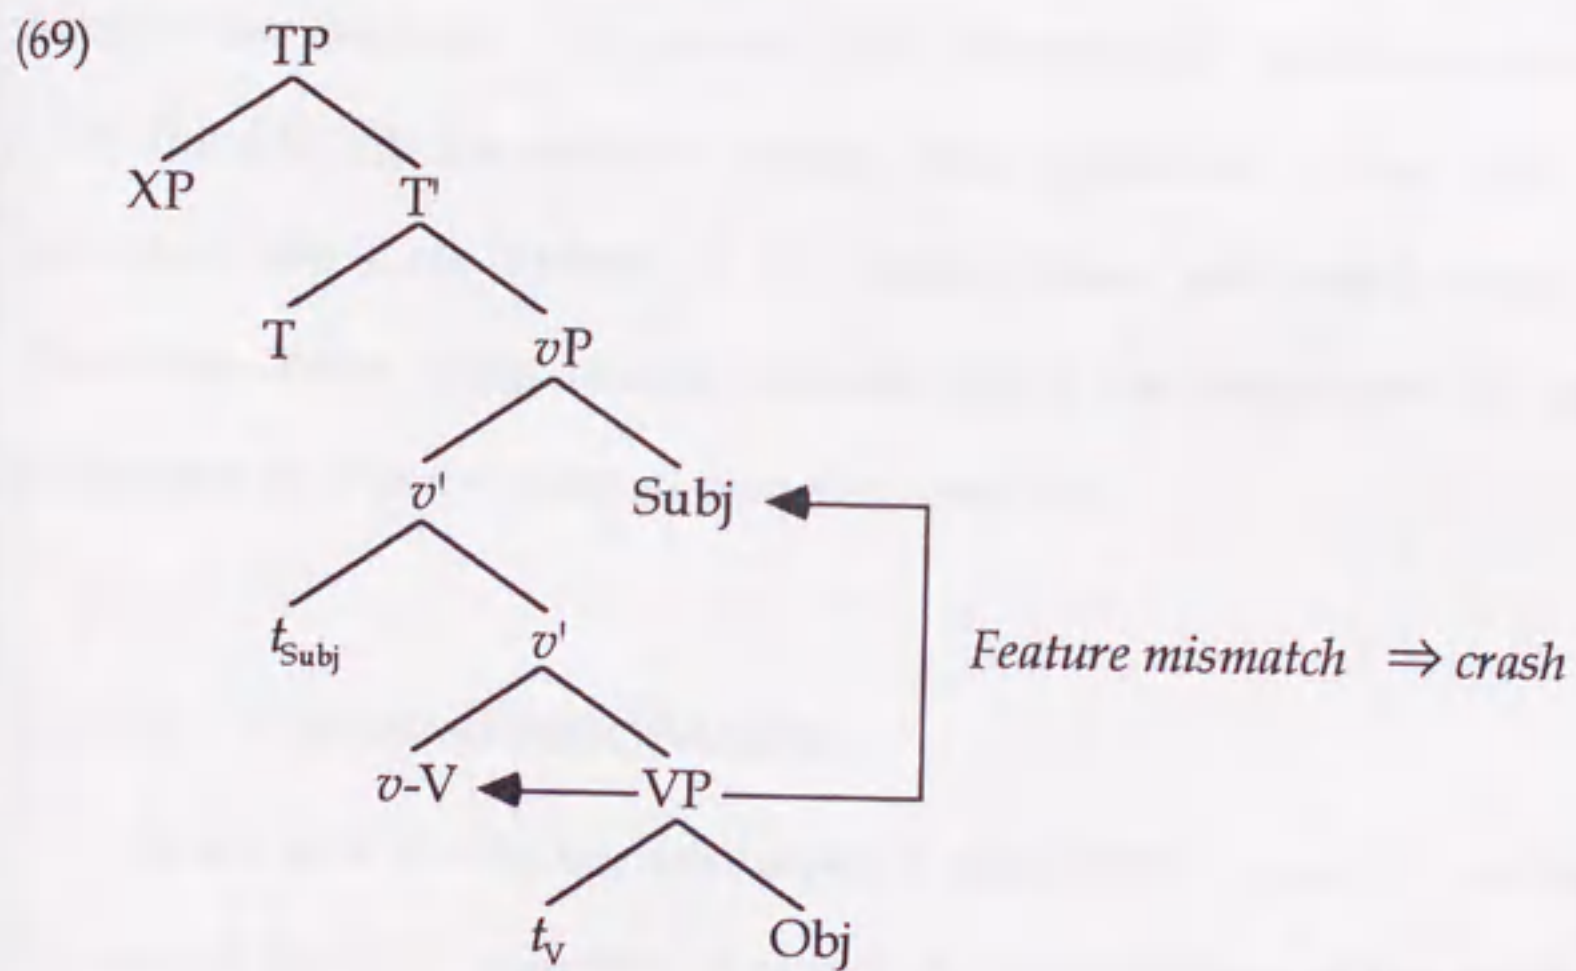 (69) TP
XP T'
T vP
v' Subj
t_Subj v'
Feature mismatch ⇒ crash
v-V VP
t_V Obj